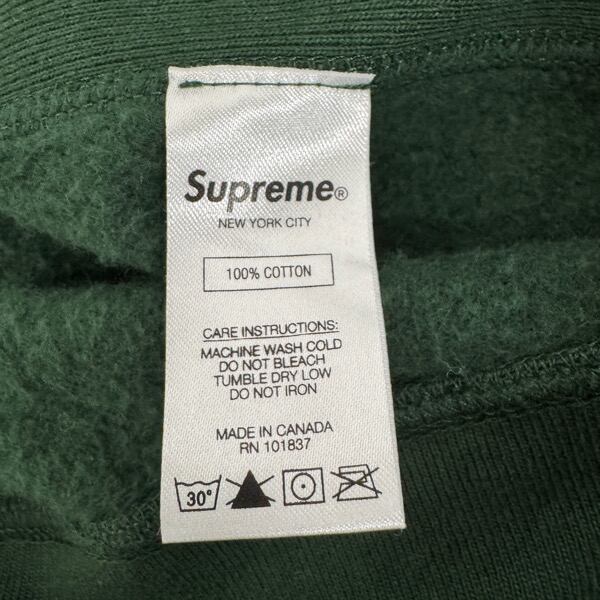 Supreme®
NEW YORK CITY
100% COTTON
CARE INSTRUCTIONS:
MACHINE WASH COLD
DO NOT BLEACH
TUMBLE DRY LOW
DO NOT IRON
MADE IN CANADA
RN 101837
30°